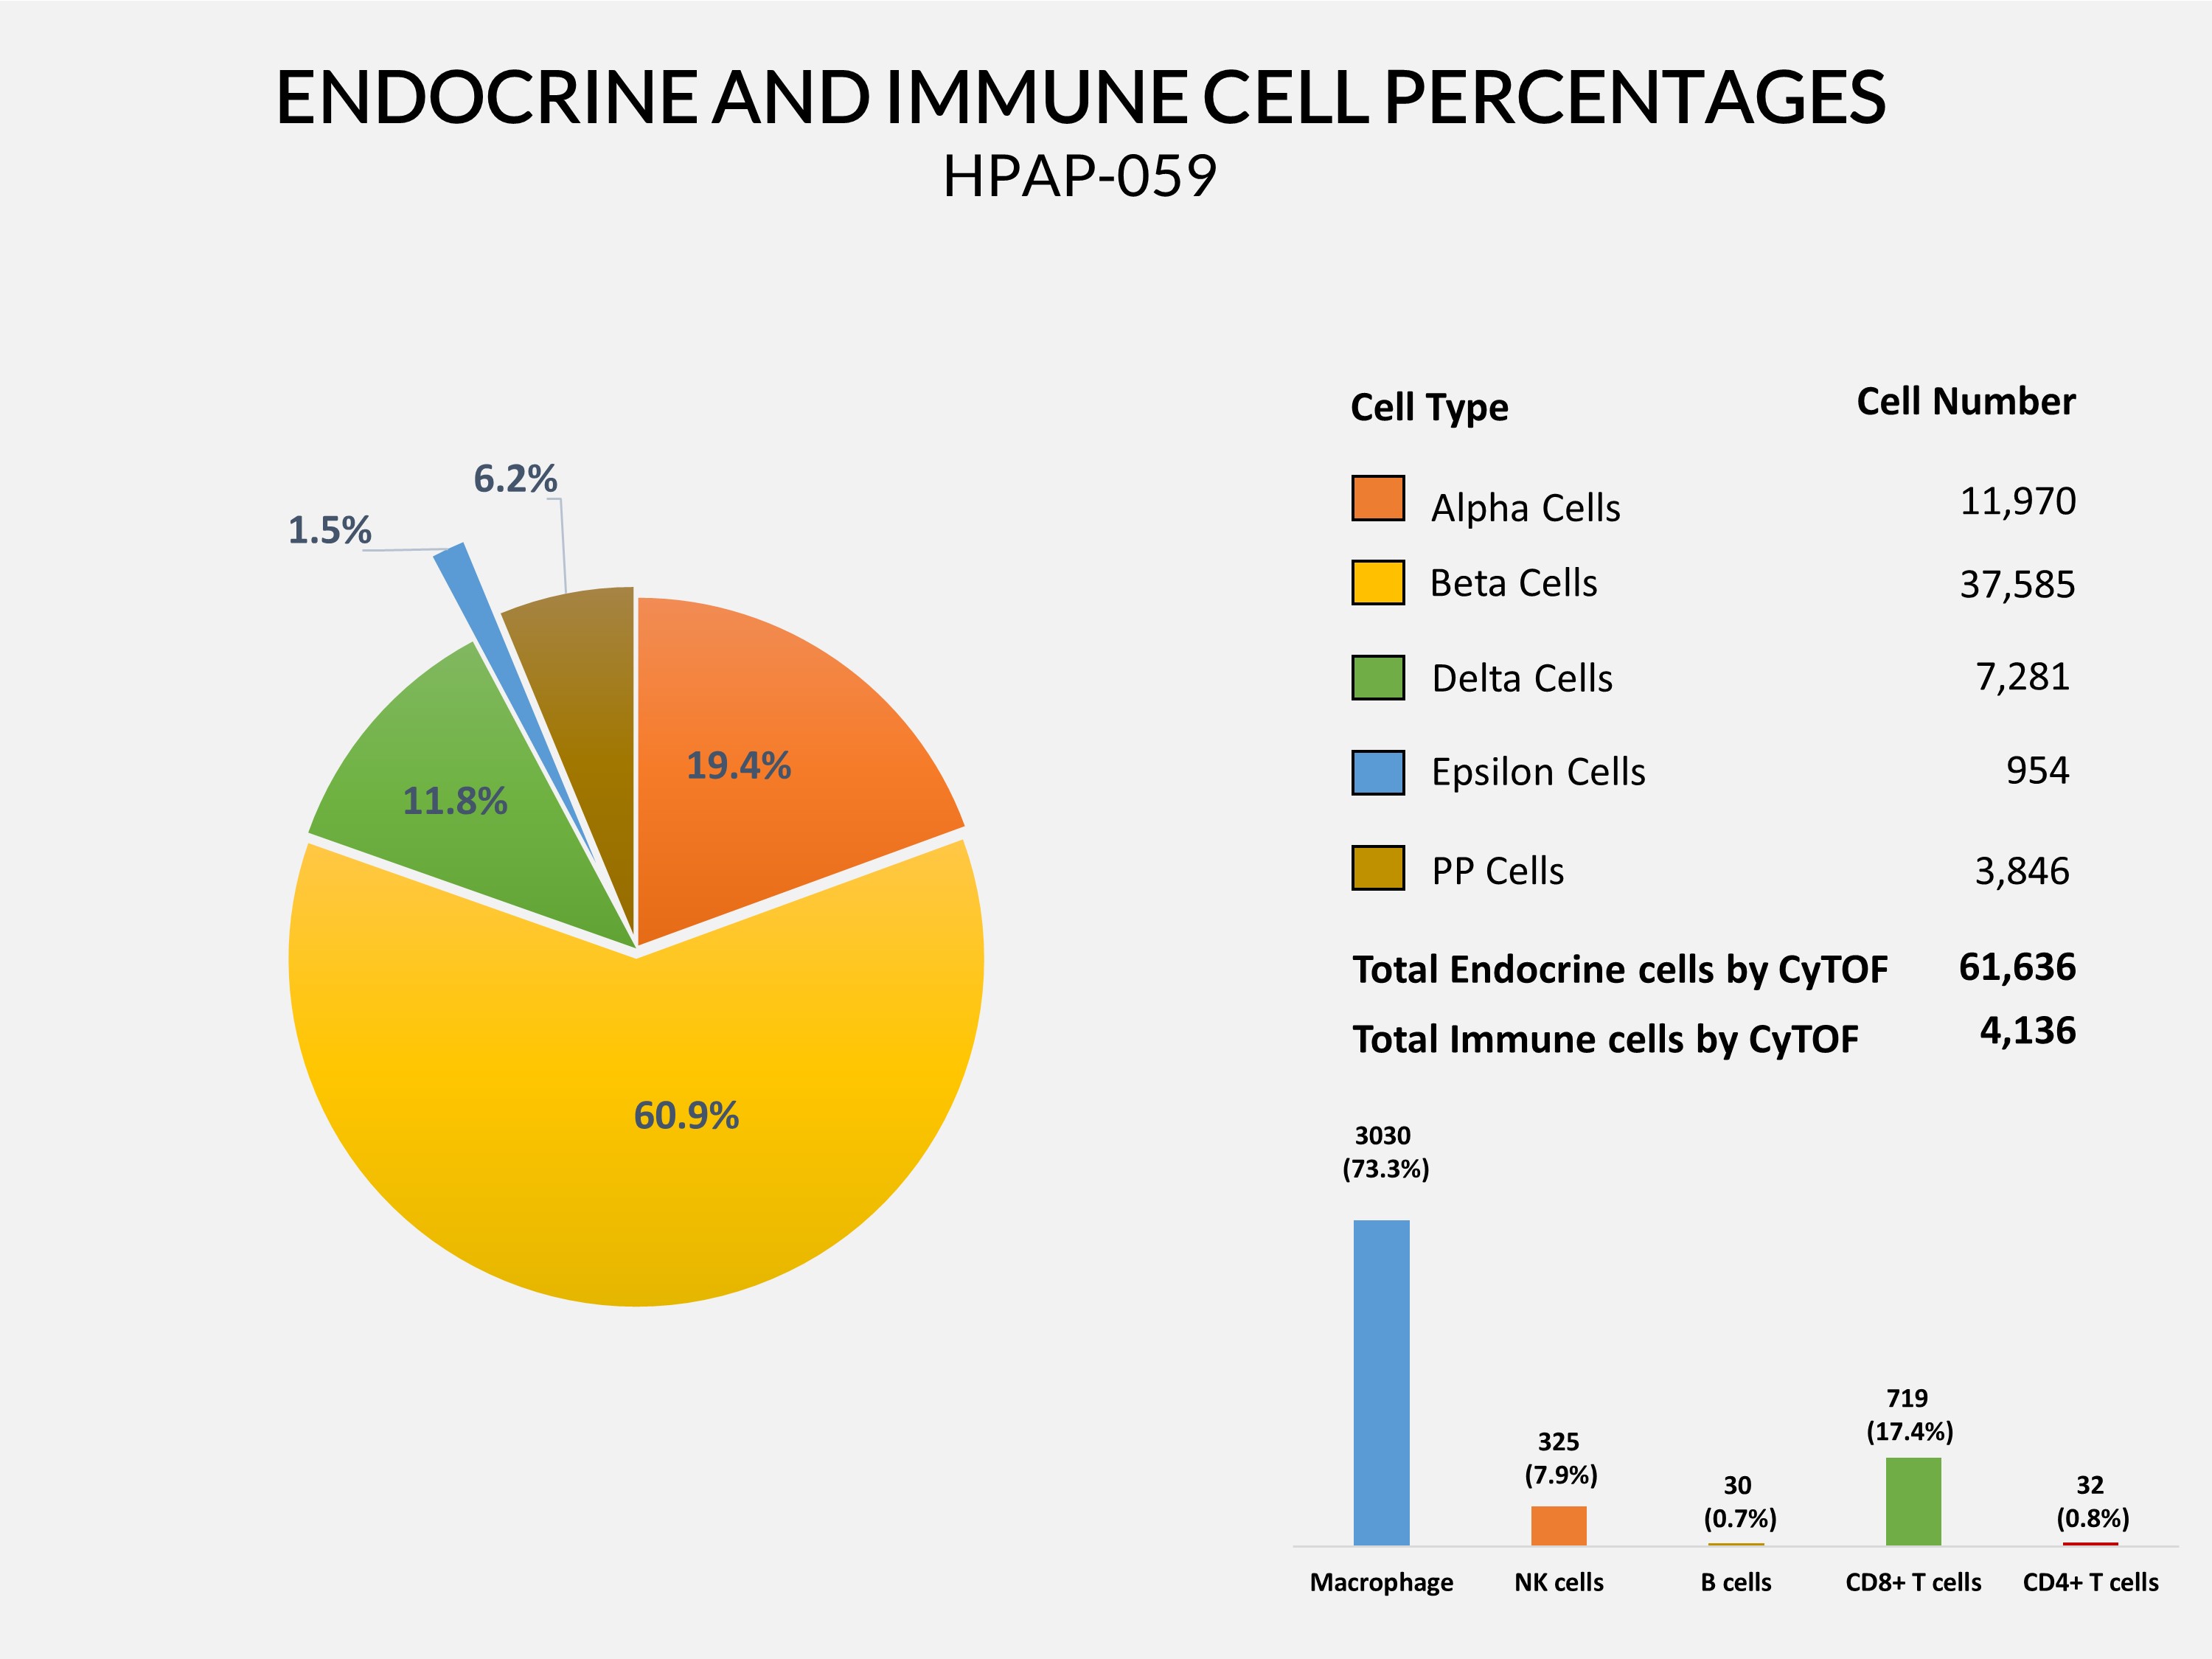 ENDOCRINE AND IMMUNE CELL PERCENTAGES
HPAP-059
6.2%
1.5%
19.4%
11.8%
60.9%
Cell Type Cell Number
Alpha Cells 11,970
Beta Cells 37,585
Delta Cells 7,281
Epsilon Cells 954
PP Cells 3,846
Total Endocrine cells by CyTOF 61,636
Total Immune cells by CyTOF 4,136
3030
(73.3%)
325
(7.9%)
30
(0.7%)
719
(17.4%)
32
(0.8%)
Macrophage NK cells B cells CD8+ T cells CD4+ T cells